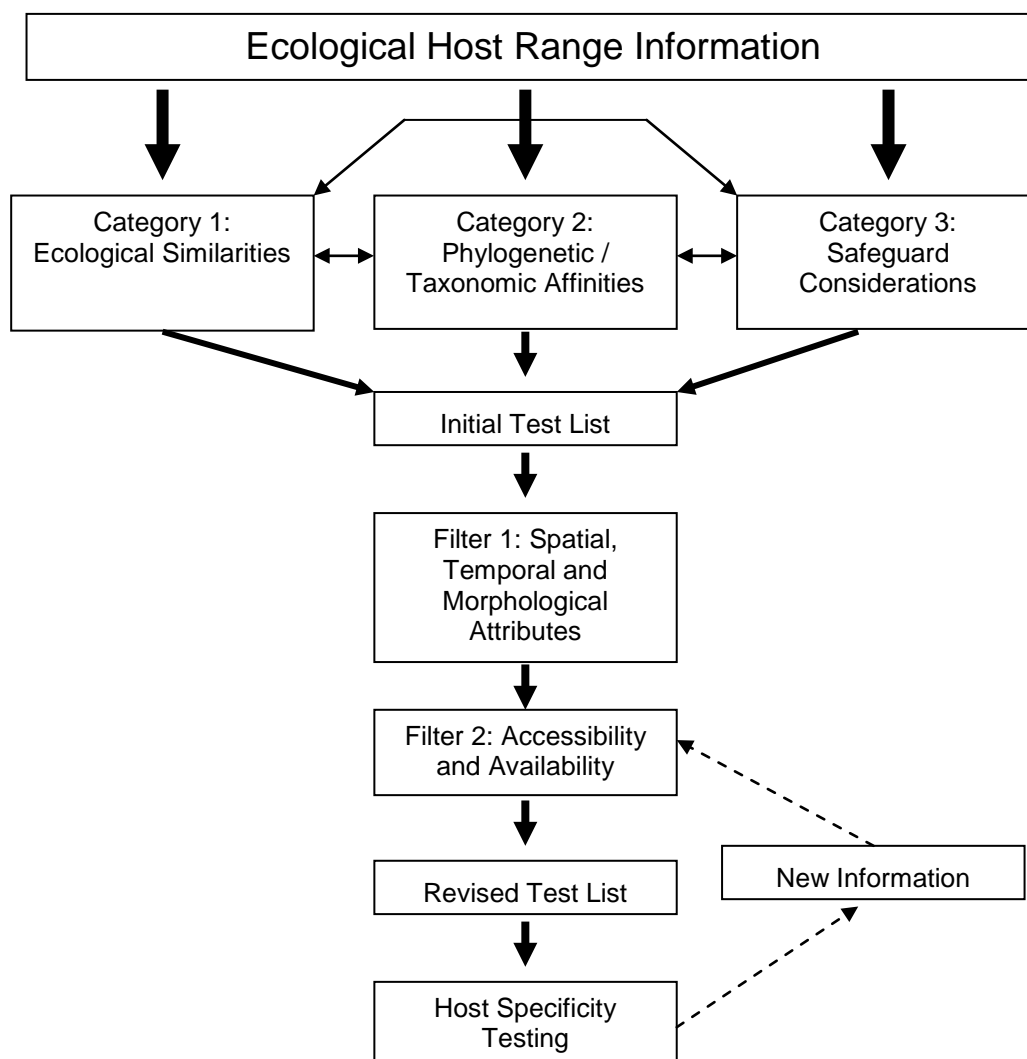 Ecological Host Range Information
Category 1:
Ecological Similarities
Category 2:
Phylogenetic /
Taxonomic Affinities
Category 3:
Safeguard
Considerations
Initial Test List
Filter 1: Spatial,
Temporal and
Morphological
Attributes
Filter 2: Accessibility
and Availability
New Information
Revised Test List
Host Specificity
Testing